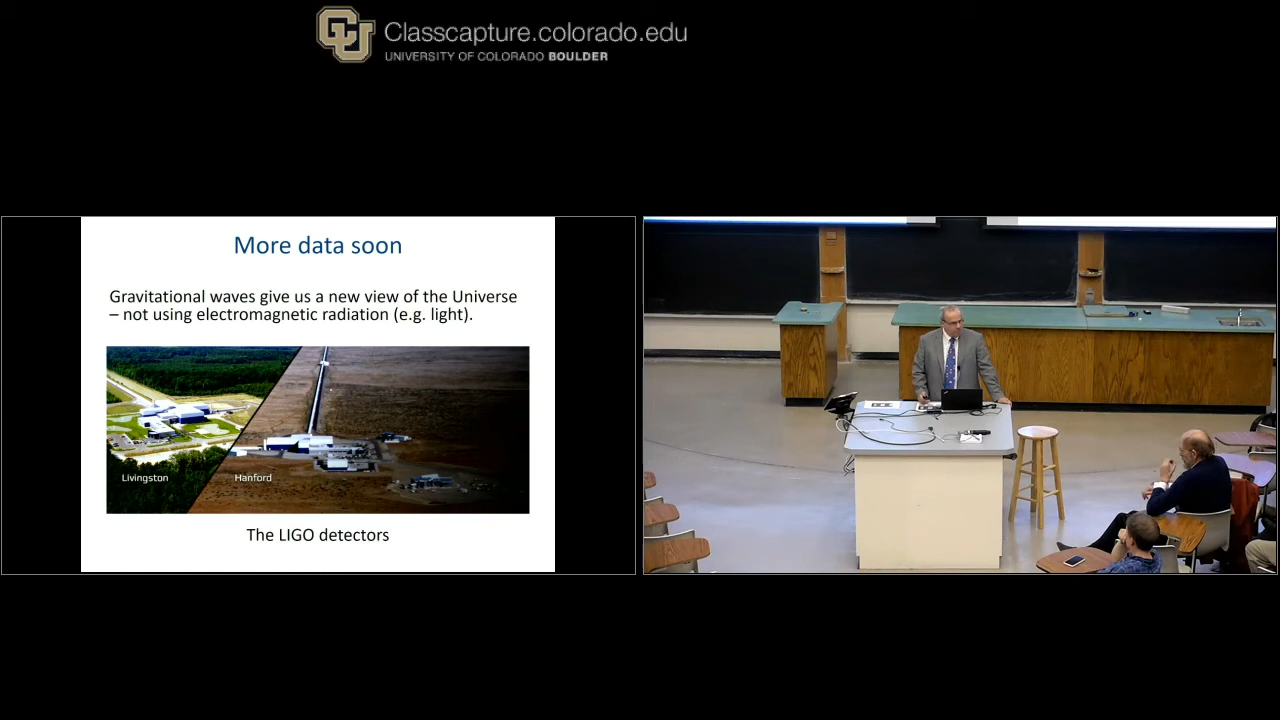 Classcapture.colorado.edu
UNIVERSITY OF COLORADO BOULDER
More data soon
Gravitational waves give us a new view of the Universe
– not using electromagnetic radiation (e.g. light).
Livingston
Hanford
The LIGO detectors